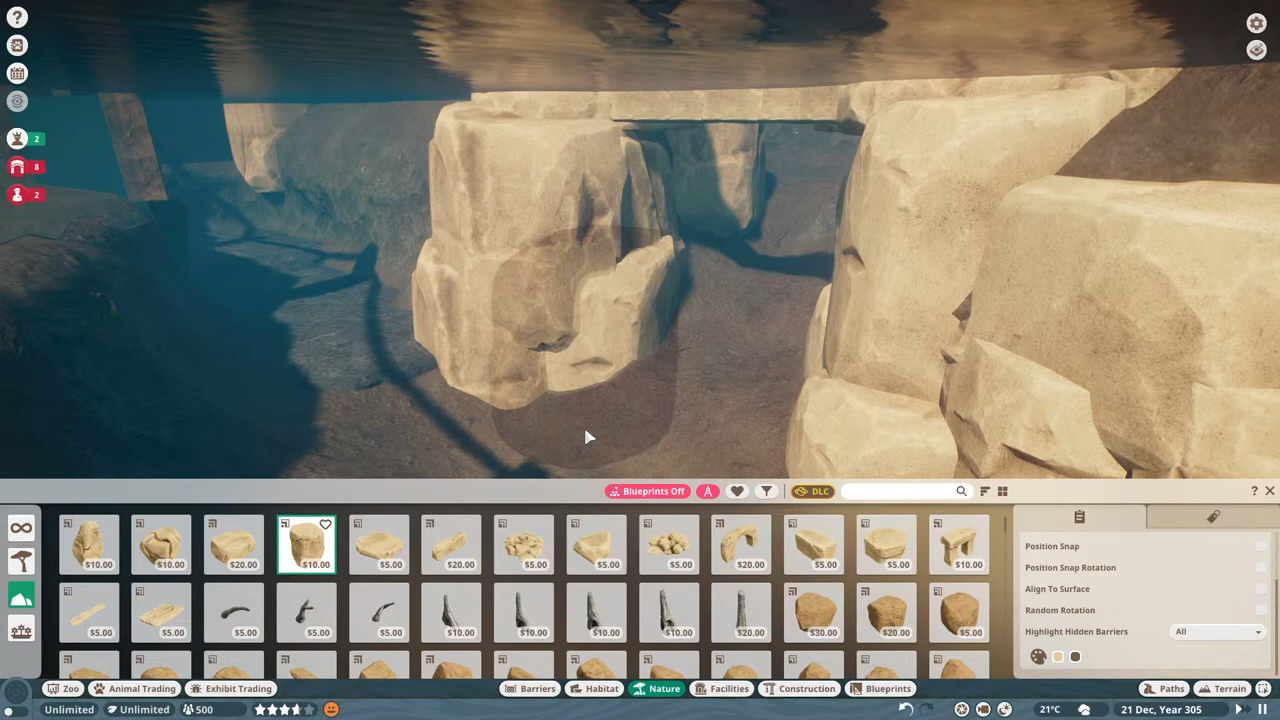 ?
2
8
2
Blueprints Off
DLC
? ×
$10.00 $10.00 $20.00 $10.00 $5.00 $20.00 $5.00 $5.00 $5.00 $20.00 $5.00 $5.00 $10.00
$5.00 $5.00 $5.00 $5.00 $5.00 $10.00 $10.00 $10.00 $10.00 $20.00 $30.00 $20.00 $5.00
Position Snap
Position Snap Rotation
Align To Surface
Random Rotation
Highlight Hidden Barriers All
Zoo Animal Trading Exhibit Trading Barriers Habitat Nature Facilities Construction Blueprints Paths Terrain
Unlimited Unlimited 500 21°C 21 Dec, Year 305